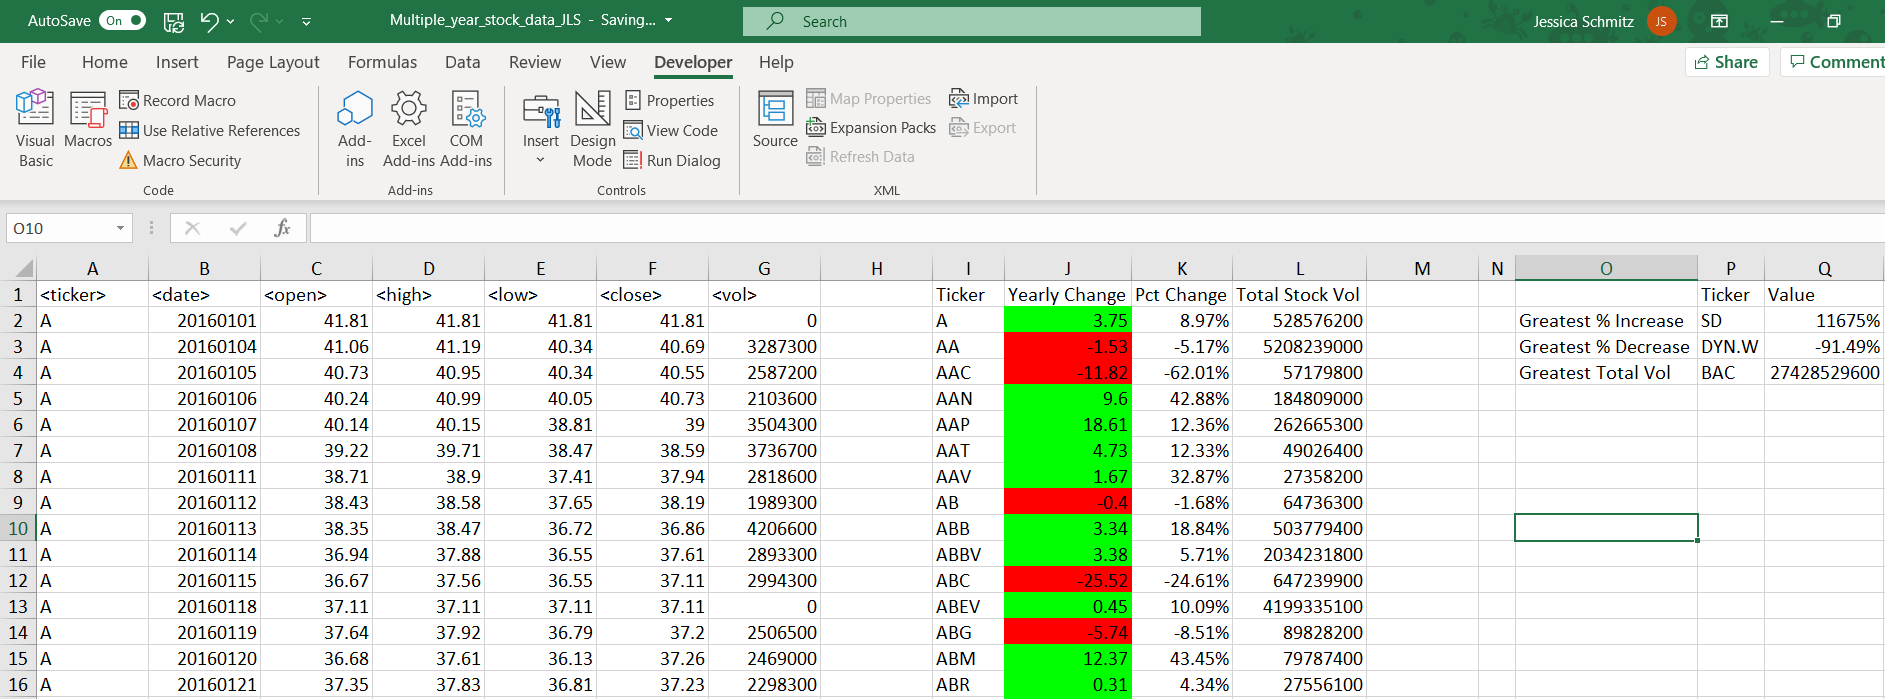 AutoSave On Multiple_year_stock_data_JLS - Saving... Search Jessica Schmitz JS
File Home Insert Page Layout Formulas Data Review View Developer Help Share Comment
Visual Basic
Macros
Record Macro
Use Relative References
Macro Security
Code
Add-ins
Excel Add-ins
COM Add-ins
Add-ins
Insert
Design Mode
Properties
View Code
Run Dialog
Controls
Source
Map Properties
Expansion Packs
Refresh Data
Import
Export
XML
O10 fx
A B C D E F G H I J K L M N O P Q
1 <ticker> <date> <open> <high> <low> <close> <vol> Ticker Yearly Change Pct Change Total Stock Vol Ticker Value
2 A 20160101 41.81 41.81 41.81 41.81 0 A 3.75 8.97% 528576200 Greatest % Increase SD 11675%
3 A 20160104 41.06 41.19 40.34 40.69 3287300 AA -1.53 -5.17% 5208239000 Greatest % Decrease DYN.W -91.49%
4 A 20160105 40.73 40.95 40.34 40.55 2587200 AAC -11.82 -62.01% 57179800 Greatest Total Vol BAC 27428529600
5 A 20160106 40.24 40.99 40.05 40.73 2103600 AAN 9.6 42.88% 184809000
6 A 20160107 40.14 40.15 38.81 39 3504300 AAP 18.61 12.36% 262665300
7 A 20160108 39.22 39.71 38.47 38.59 3736700 AAT 4.73 12.33% 49026400
8 A 20160111 38.71 38.9 37.41 37.94 2818600 AAV 1.67 32.87% 27358200
9 A 20160112 38.43 38.58 37.65 38.19 1989300 AB -0.4 -1.68% 64736300
10 A 20160113 38.35 38.47 36.72 36.86 4206600 ABB 3.34 18.84% 503779400
11 A 20160114 36.94 37.88 36.55 37.61 2893300 ABBV 3.38 5.71% 2034231800
12 A 20160115 36.67 37.56 36.55 37.11 2994300 ABC -25.52 -24.61% 647239900
13 A 20160118 37.11 37.11 37.11 37.11 0 ABEV 0.45 10.09% 4199335100
14 A 20160119 37.64 37.92 36.79 37.2 2506500 ABG -5.74 -8.51% 89828200
15 A 20160120 36.68 37.61 36.13 37.26 2469000 ABM 12.37 43.45% 79787400
16 A 20160121 37.35 37.83 36.81 37.23 2298300 ABR 0.31 4.34% 27556100